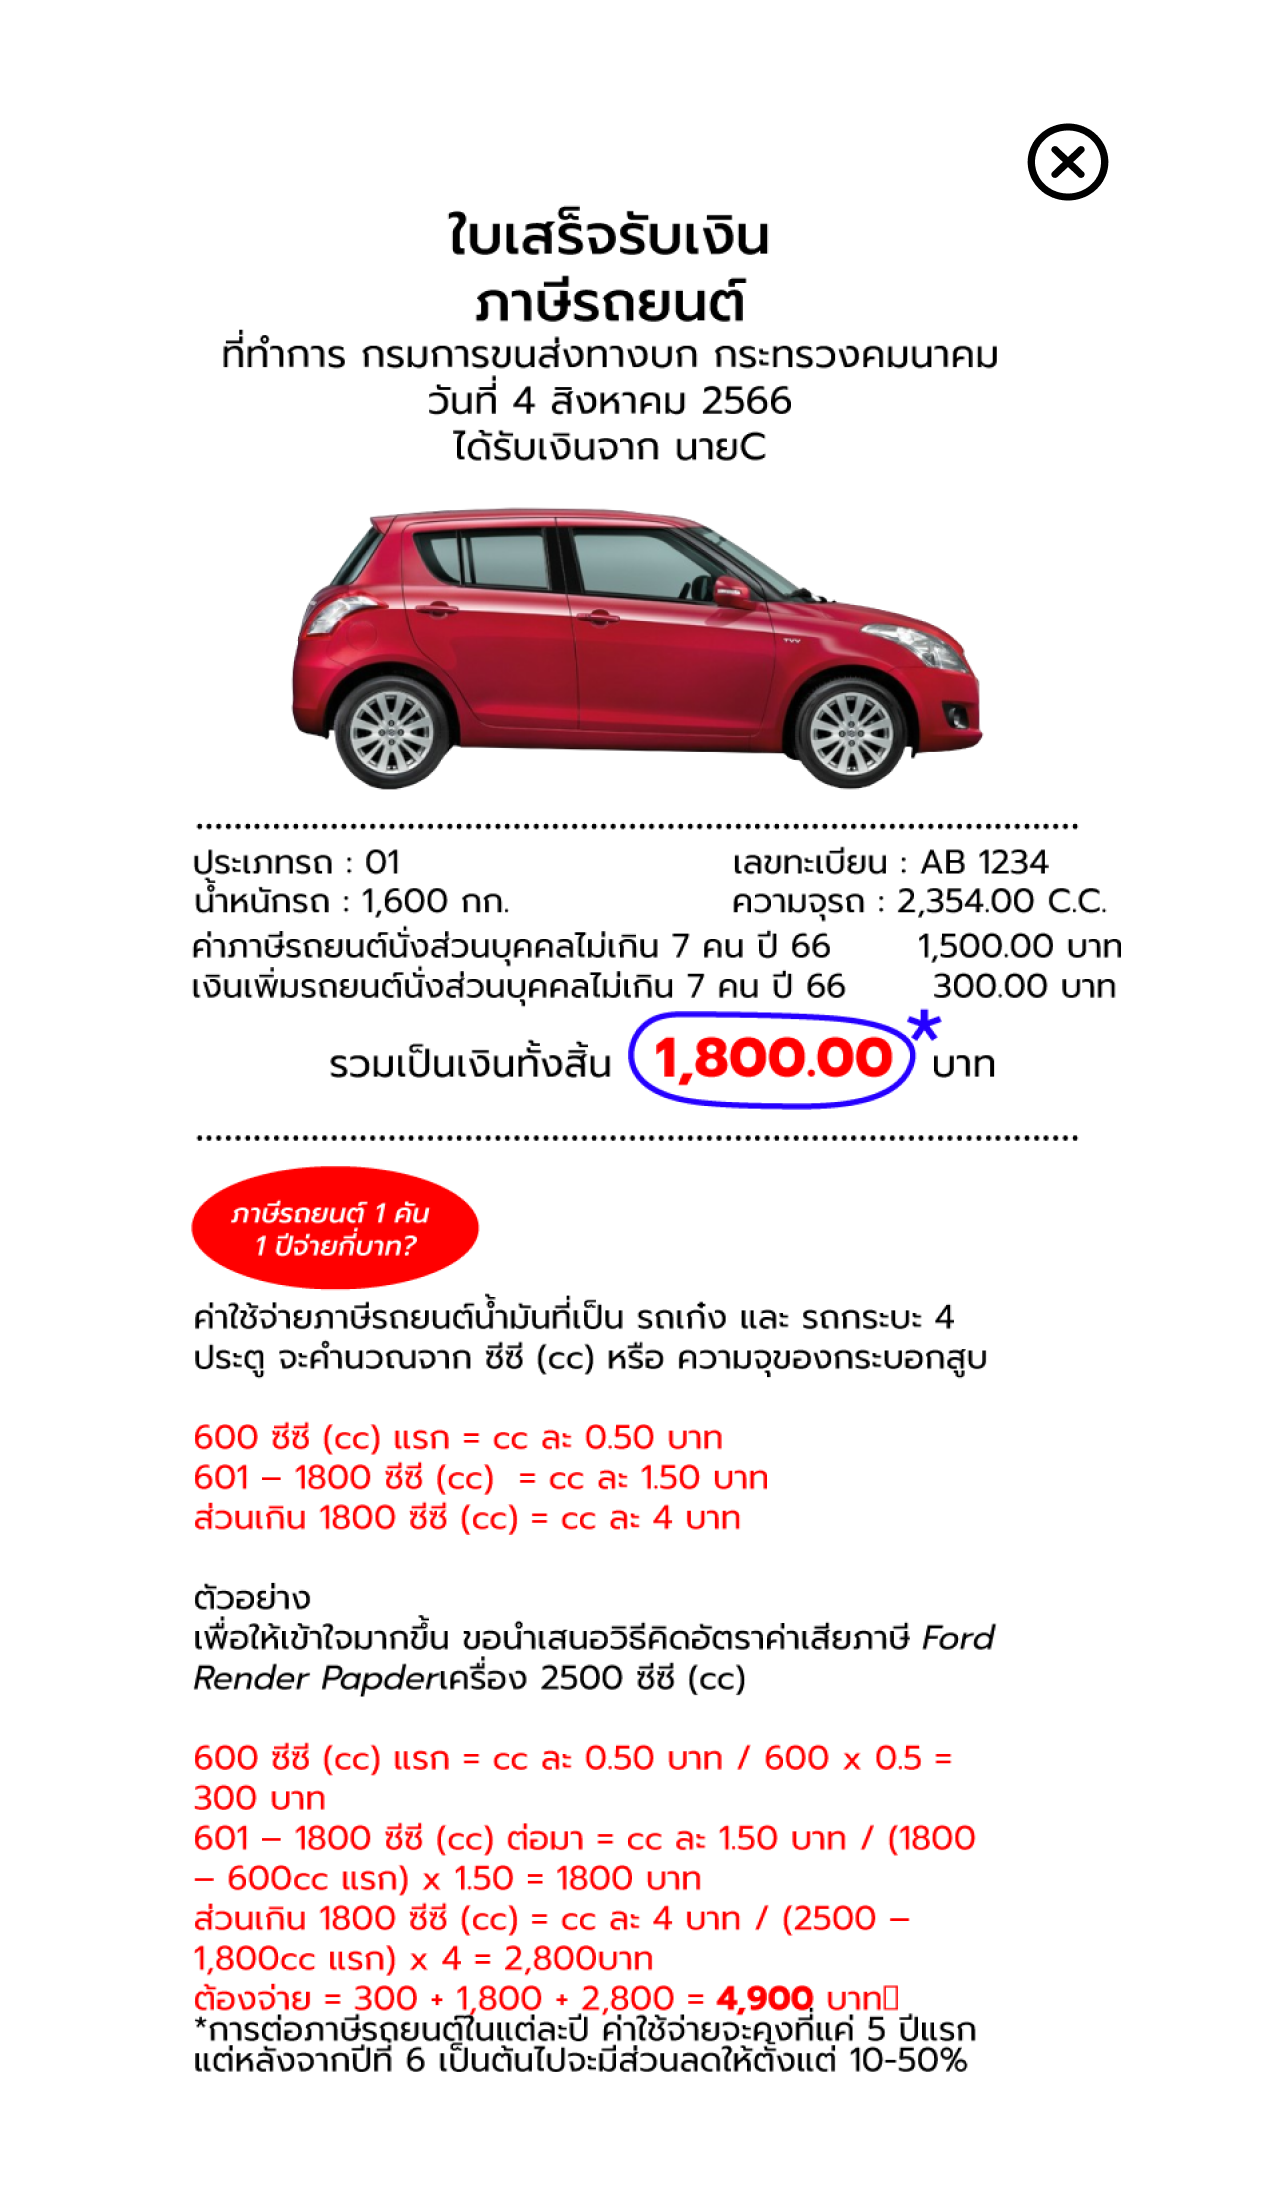 ใบเสร็จรับเงิน
ภาษีรถยนต์
ที่ทำการ กรมการขนส่งทางบก กระทรวงคมนาคม
วันที่ 4 สิงหาคม 2566
ได้รับเงินจาก นายC
ประเภทรถ : 01 เลขทะเบียน : AB 1234
น้ำหนักรถ : 1,600 กก. ความจุรถ : 2,354.00 C.C.
ค่าภาษีรถยนต์นั่งส่วนบุคคลไม่เกิน 7 คน ปี 66 1,500.00 บาท
เงินเพิ่มรถยนต์นั่งส่วนบุคคลไม่เกิน 7 คน ปี 66 300.00 บาท
รวมเป็นเงินทั้งสิ้น 1,800.00* บาท
ภาษีรถยนต์ 1 คัน
1 ปีจ่ายกี่บาท?
ค่าใช้จ่ายภาษีรถยนต์น้ำมันที่เป็น รถเก๋ง และ รถกระบะ 4
ประตู จะคำนวณจาก ซีซี (cc) หรือ ความจุของกระบอกสูบ
600 ซีซี (cc) แรก = cc ละ 0.50 บาท
601 – 1800 ซีซี (cc) = cc ละ 1.50 บาท
ส่วนเกิน 1800 ซีซี (cc) = cc ละ 4 บาท
ตัวอย่าง
เพื่อให้เข้าใจมากขึ้น ขอนำเสนอวิธีคิดอัตราค่าเสียภาษี Ford
Render Papderเครื่อง 2500 ซีซี (cc)
600 ซีซี (cc) แรก = cc ละ 0.50 บาท / 600 x 0.5 =
300 บาท
601 – 1800 ซีซี (cc) ต่อมา = cc ละ 1.50 บาท / (1800
– 600cc แรก) x 1.50 = 1800 บาท
ส่วนเกิน 1800 ซีซี (cc) = cc ละ 4 บาท / (2500 –
1,800cc แรก) x 4 = 2,800บาท
ต้องจ่าย = 300 + 1,800 + 2,800 = 4,900 บาท
*การต่อภาษีรถยนต์ในแต่ละปี ค่าใช้จ่ายจะคงที่แค่ 5 ปีแรก
แต่หลังจากปีที่ 6 เป็นต้นไปจะมีส่วนลดให้ตั้งแต่ 10-50%